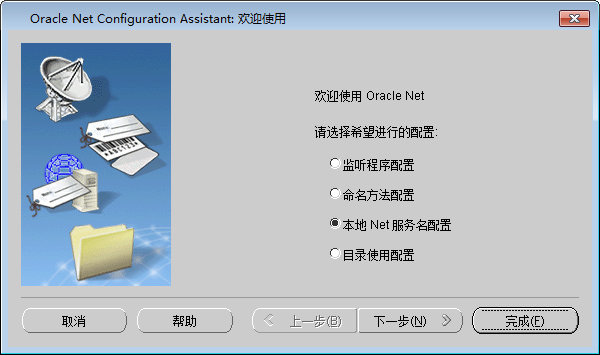 Oracle Net Configuration Assistant: 欢迎使用
欢迎使用 Oracle Net
请选择希望进行的配置:
监听程序配置
命名方法配置
本地 Net 服务名配置
目录使用配置
取消 帮助 上一步(B) 下一步(N) 完成(F)